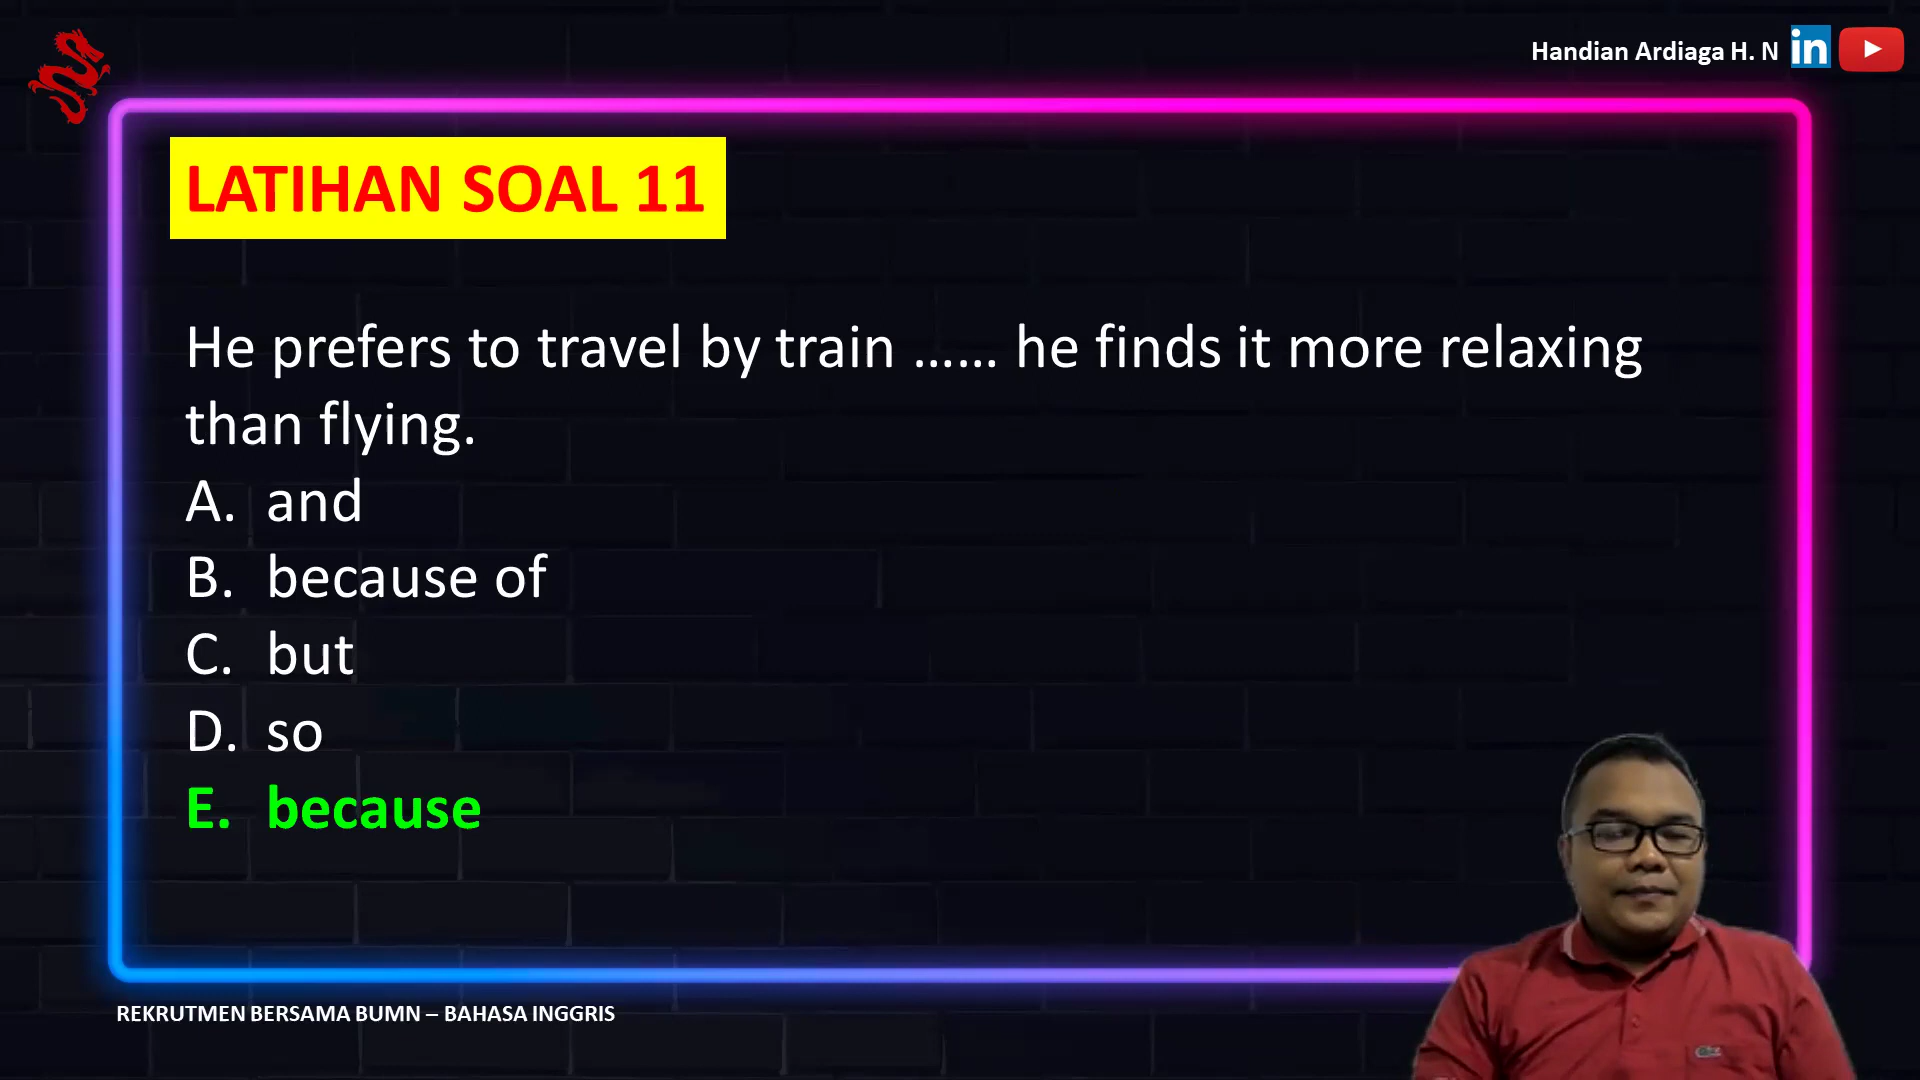 Handian Ardiaga H. N in
LATIHAN SOAL 11
He prefers to travel by train ...... he finds it more relaxing
than flying.
A. and
B. because of
C. but
D. so
E. because
REKRUTMEN BERSAMA BUMN – BAHASA INGGRIS